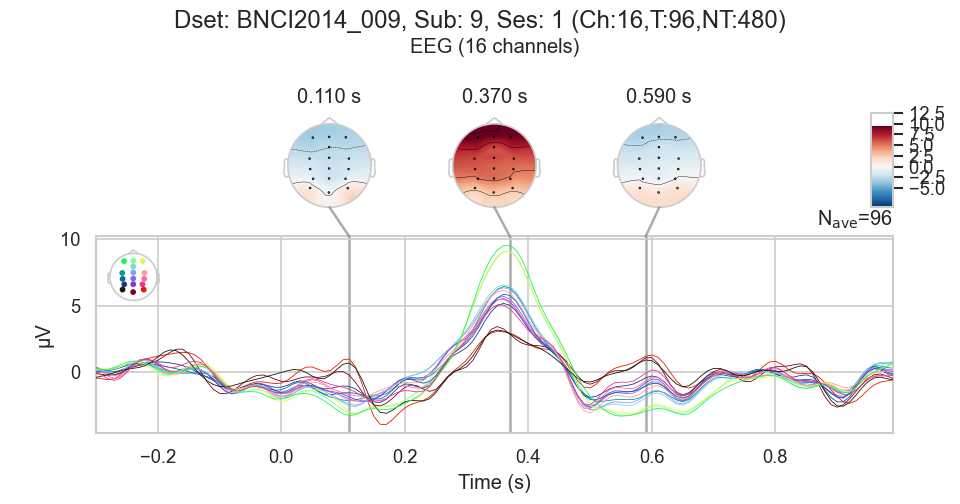 Dset: BNCI2014_009, Sub: 9, Ses: 1 (Ch:16,T:96,NT:480)
EEG (16 channels)
0.110 s 0.370 s 0.590 s
12.5
10.0
7.5
5.0
2.5
0.0
−2.5
−5.0
Nave=96
10
5
0
µV
−0.2 0.0 0.2 0.4 0.6 0.8
Time (s)